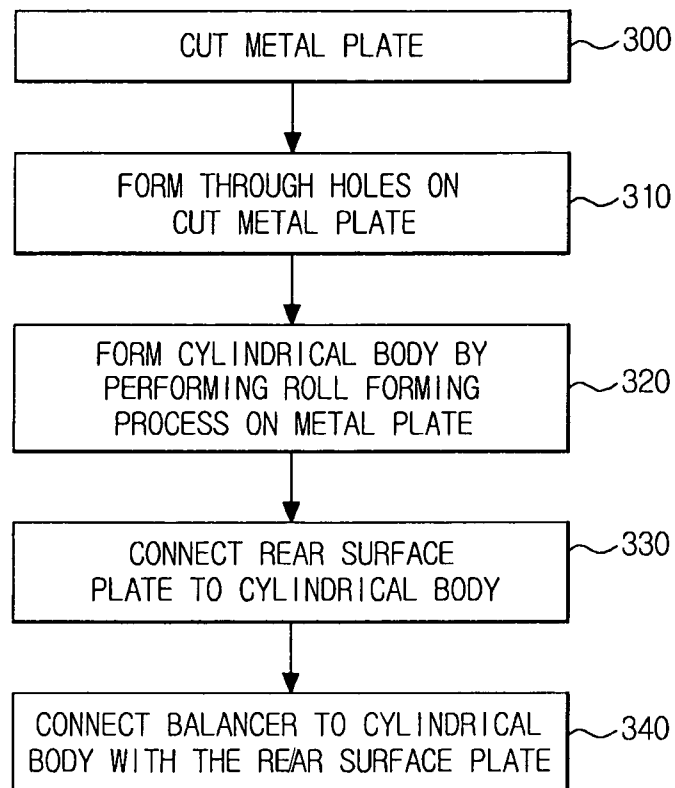 CUT METAL PLATE
300
FORM THROUGH HOLES ON
CUT METAL PLATE
310
FORM CYLINDRICAL BODY BY
PERFORMING ROLL FORMING
PROCESS ON METAL PLATE
320
CONNECT REAR SURFACE
PLATE TO CYLINDRICAL BODY
330
CONNECT BALANCER TO CYLINDRICAL
BODY WITH THE REAR SURFACE PLATE
340